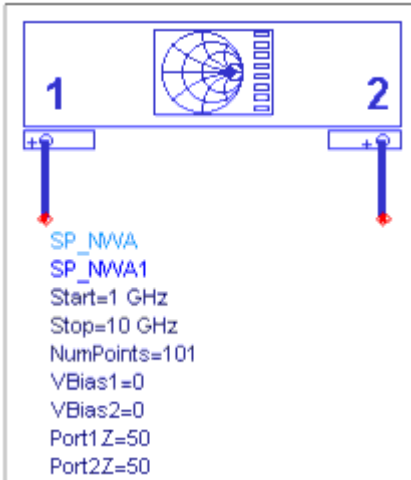 1 2
+ +
SP_NWA
SP_NWA1
Start=1 GHz
Stop=10 GHz
NumPoints=101
VBias1=0
VBias2=0
Port1Z=50
Port2Z=50